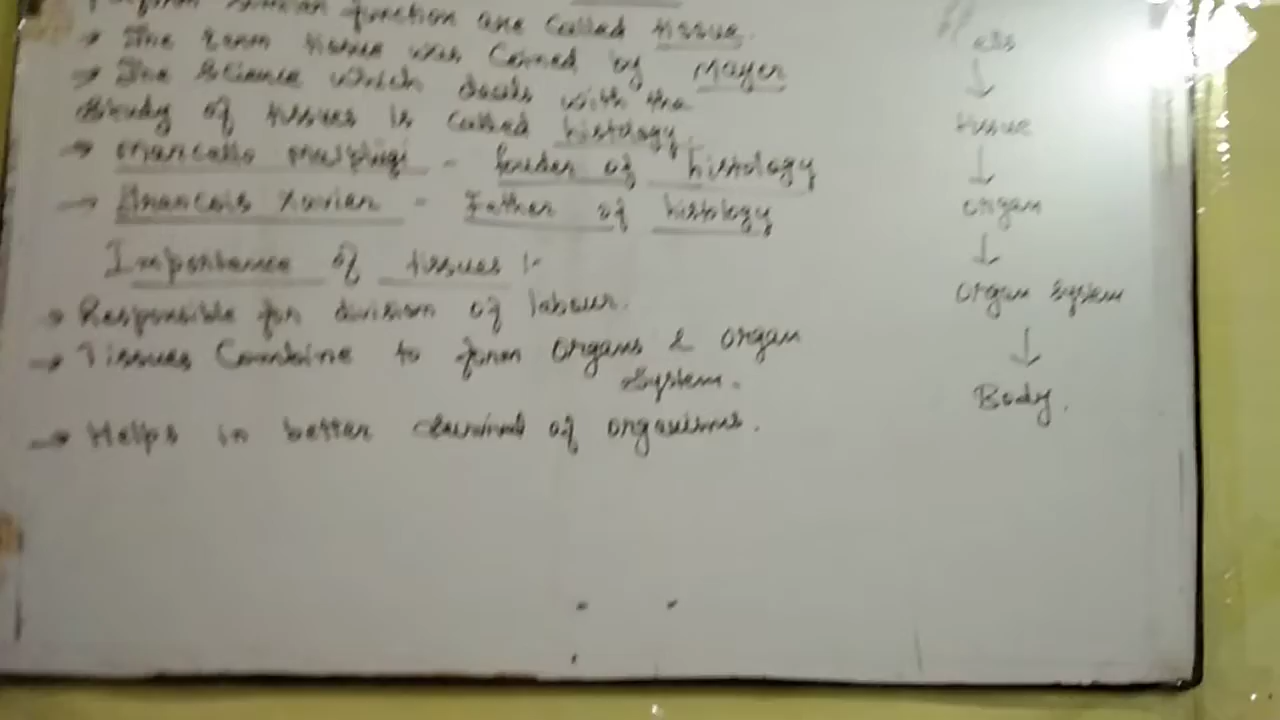 function are called tissue.
→ The term tissue was coined by Mayer
→ The science which deals with the
study of tissues is called histology
→ Marcello Malpighi - founder of histology
→ Francois Xavier - Father of histology
Importance of tissues :-
→ Responsible for division of labour.
→ Tissues Combine to form organs & organ
System.
→ Helps in better survival of organisms.
↓
tissue
↓
organ
↓
organ system
↓
Body.